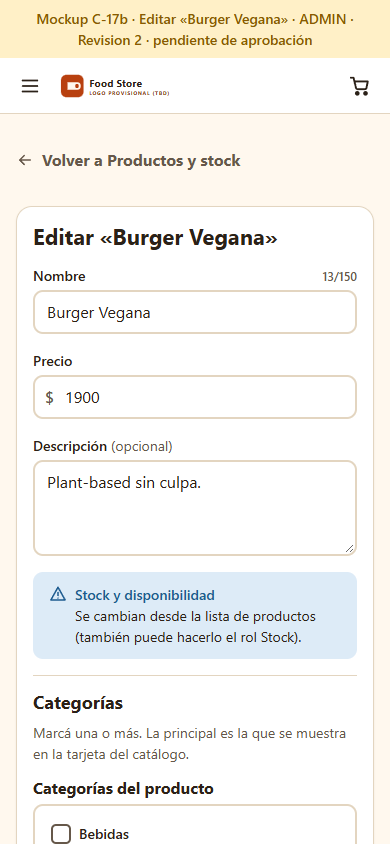 Mockup C-17b · Editar «Burger Vegana» · ADMIN ·
Revision 2 · pendiente de aprobación
Food Store
LOGO PROVISIONAL (TBD)
← Volver a Productos y stock
Editar «Burger Vegana»
Nombre 13/150
Burger Vegana
Precio
$ 1900
Descripción (opcional)
Plant-based sin culpa.
Stock y disponibilidad
Se cambian desde la lista de productos
(también puede hacerlo el rol Stock).
Categorías
Marcá una o más. La principal es la que se muestra
en la tarjeta del catálogo.
Categorías del producto
Bebidas